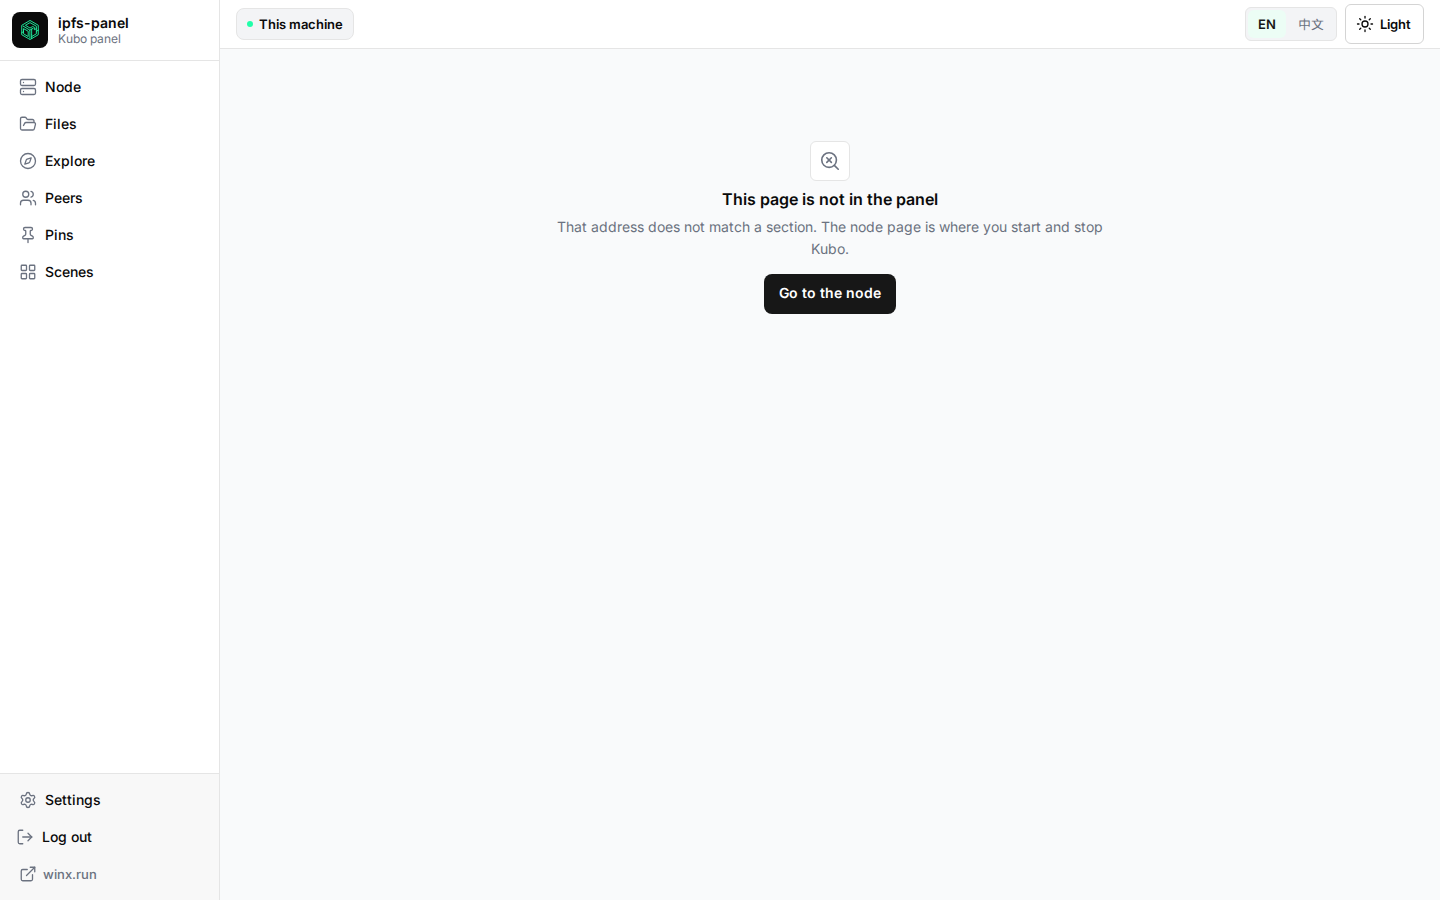 ipfs-panel
Kubo panel
Node
Files
Explore
Peers
Pins
Scenes
Settings
Log out
winx.run
This machine
EN
中文
Light
This page is not in the panel
That address does not match a section. The node page is where you start and stop
Kubo.
Go to the node